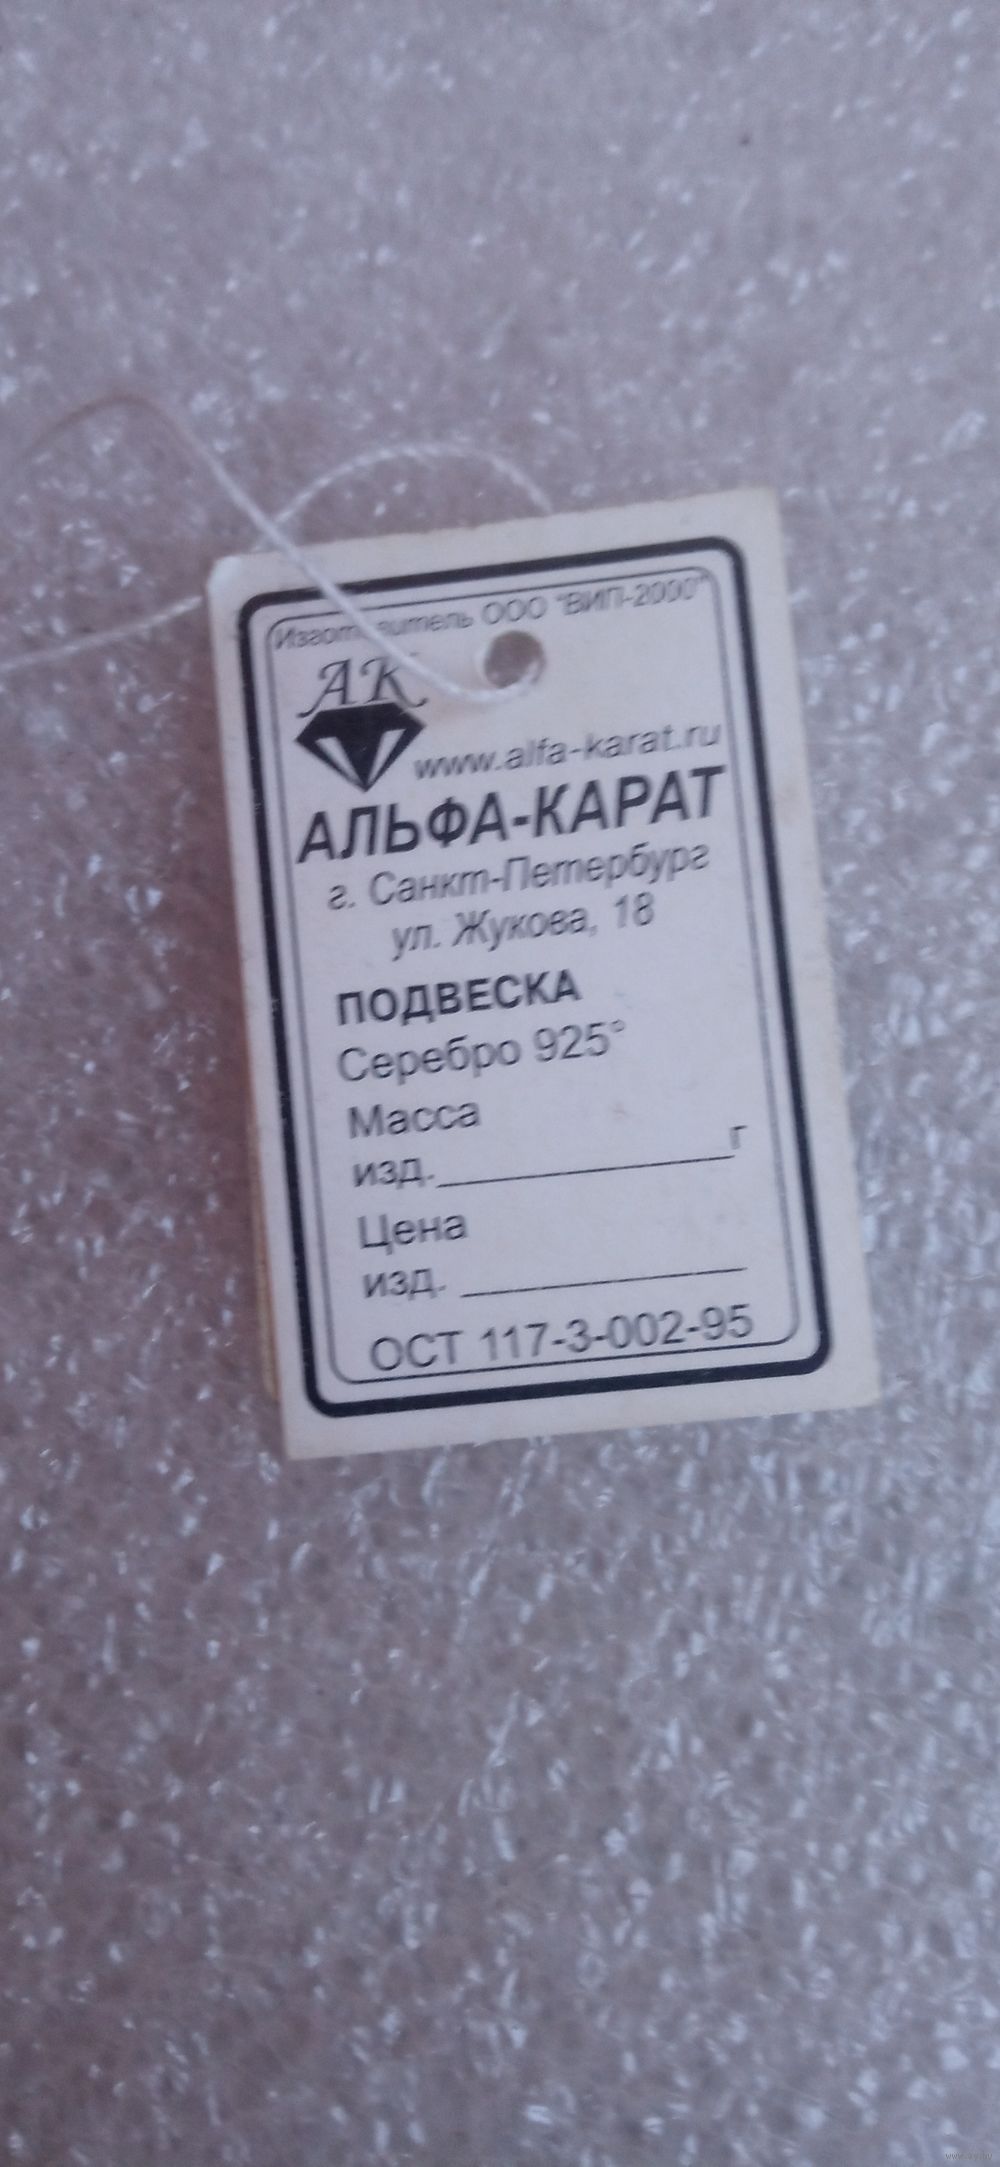 Изготовитель ООО "ВИП-2000"
АК
www.alfa-karat.ru
АЛЬФА-КАРАТ
г. Санкт-Петербург
ул. Жукова, 18
ПОДВЕСКА
Серебро 925°
Масса
изд. г
Цена
изд.
ОСТ 117-3-002-95